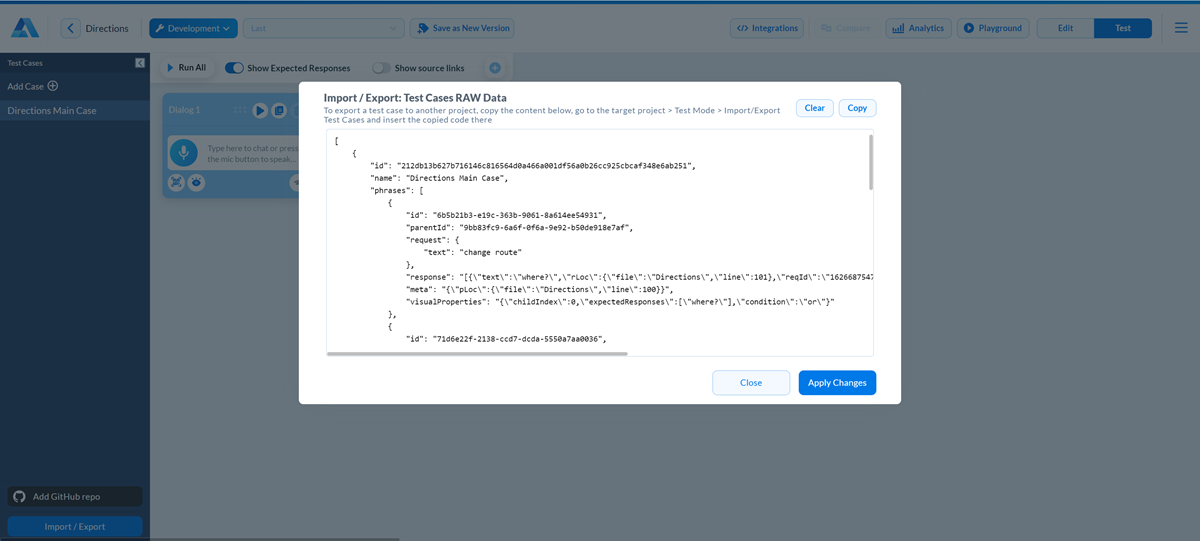 Directions
Development
Last
Save as New Version
Integrations
Compare
Analytics
Playground
Edit
Test
Test Cases
Add Case
Directions Main Case
Run All
Show Expected Responses
Show source links
Dialog 1
Type here to chat or press
the mic button to speak...
Import / Export: Test Cases RAW Data
To export a test case to another project, copy the content below, go to the target project > Test Mode > Import/Export
Test Cases and insert the copied code there
Clear
Copy
[
{
"id": "212db13b627b716146c816564d0a466a001df56a0b26cc925cbcaf348e6ab251",
"name": "Directions Main Case",
"phrases": [
{
"id": "6b5b21b3-e19c-363b-9061-8a614ee54931",
"parentId": "9bb83fc9-6a6f-0f6a-9e92-b50de918e7af",
"request": {
"text": "change route"
},
"response": "[{\"text\":\"where?\",\"rLoc\":{\"file\":\"Directions\",\"line\":101},\"reqId\":\"1626687547
"meta": "{\"pLoc\":{\"file\":\"Directions\",\"line\":100}}",
"visualProperties": "{\"childIndex\":0,\"expectedResponses\":[\"where?\"],\"condition\":\"or\"}"
},
{
"id": "71d6e22f-2138-ccd7-dcda-5550a7aa0036",
Close
Apply Changes
Add GitHub repo
Import / Export